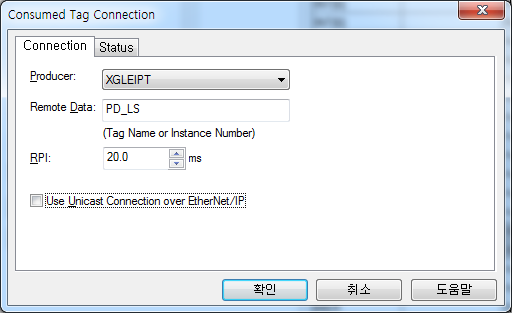 Consumed Tag Connection
Connection Status
Producer: XGLEIPT
Remote Data: PD_LS
(Tag Name or Instance Number)
RPI: 20.0 ms
Use Unicast Connection over EtherNet/IP
확인 취소 도움말